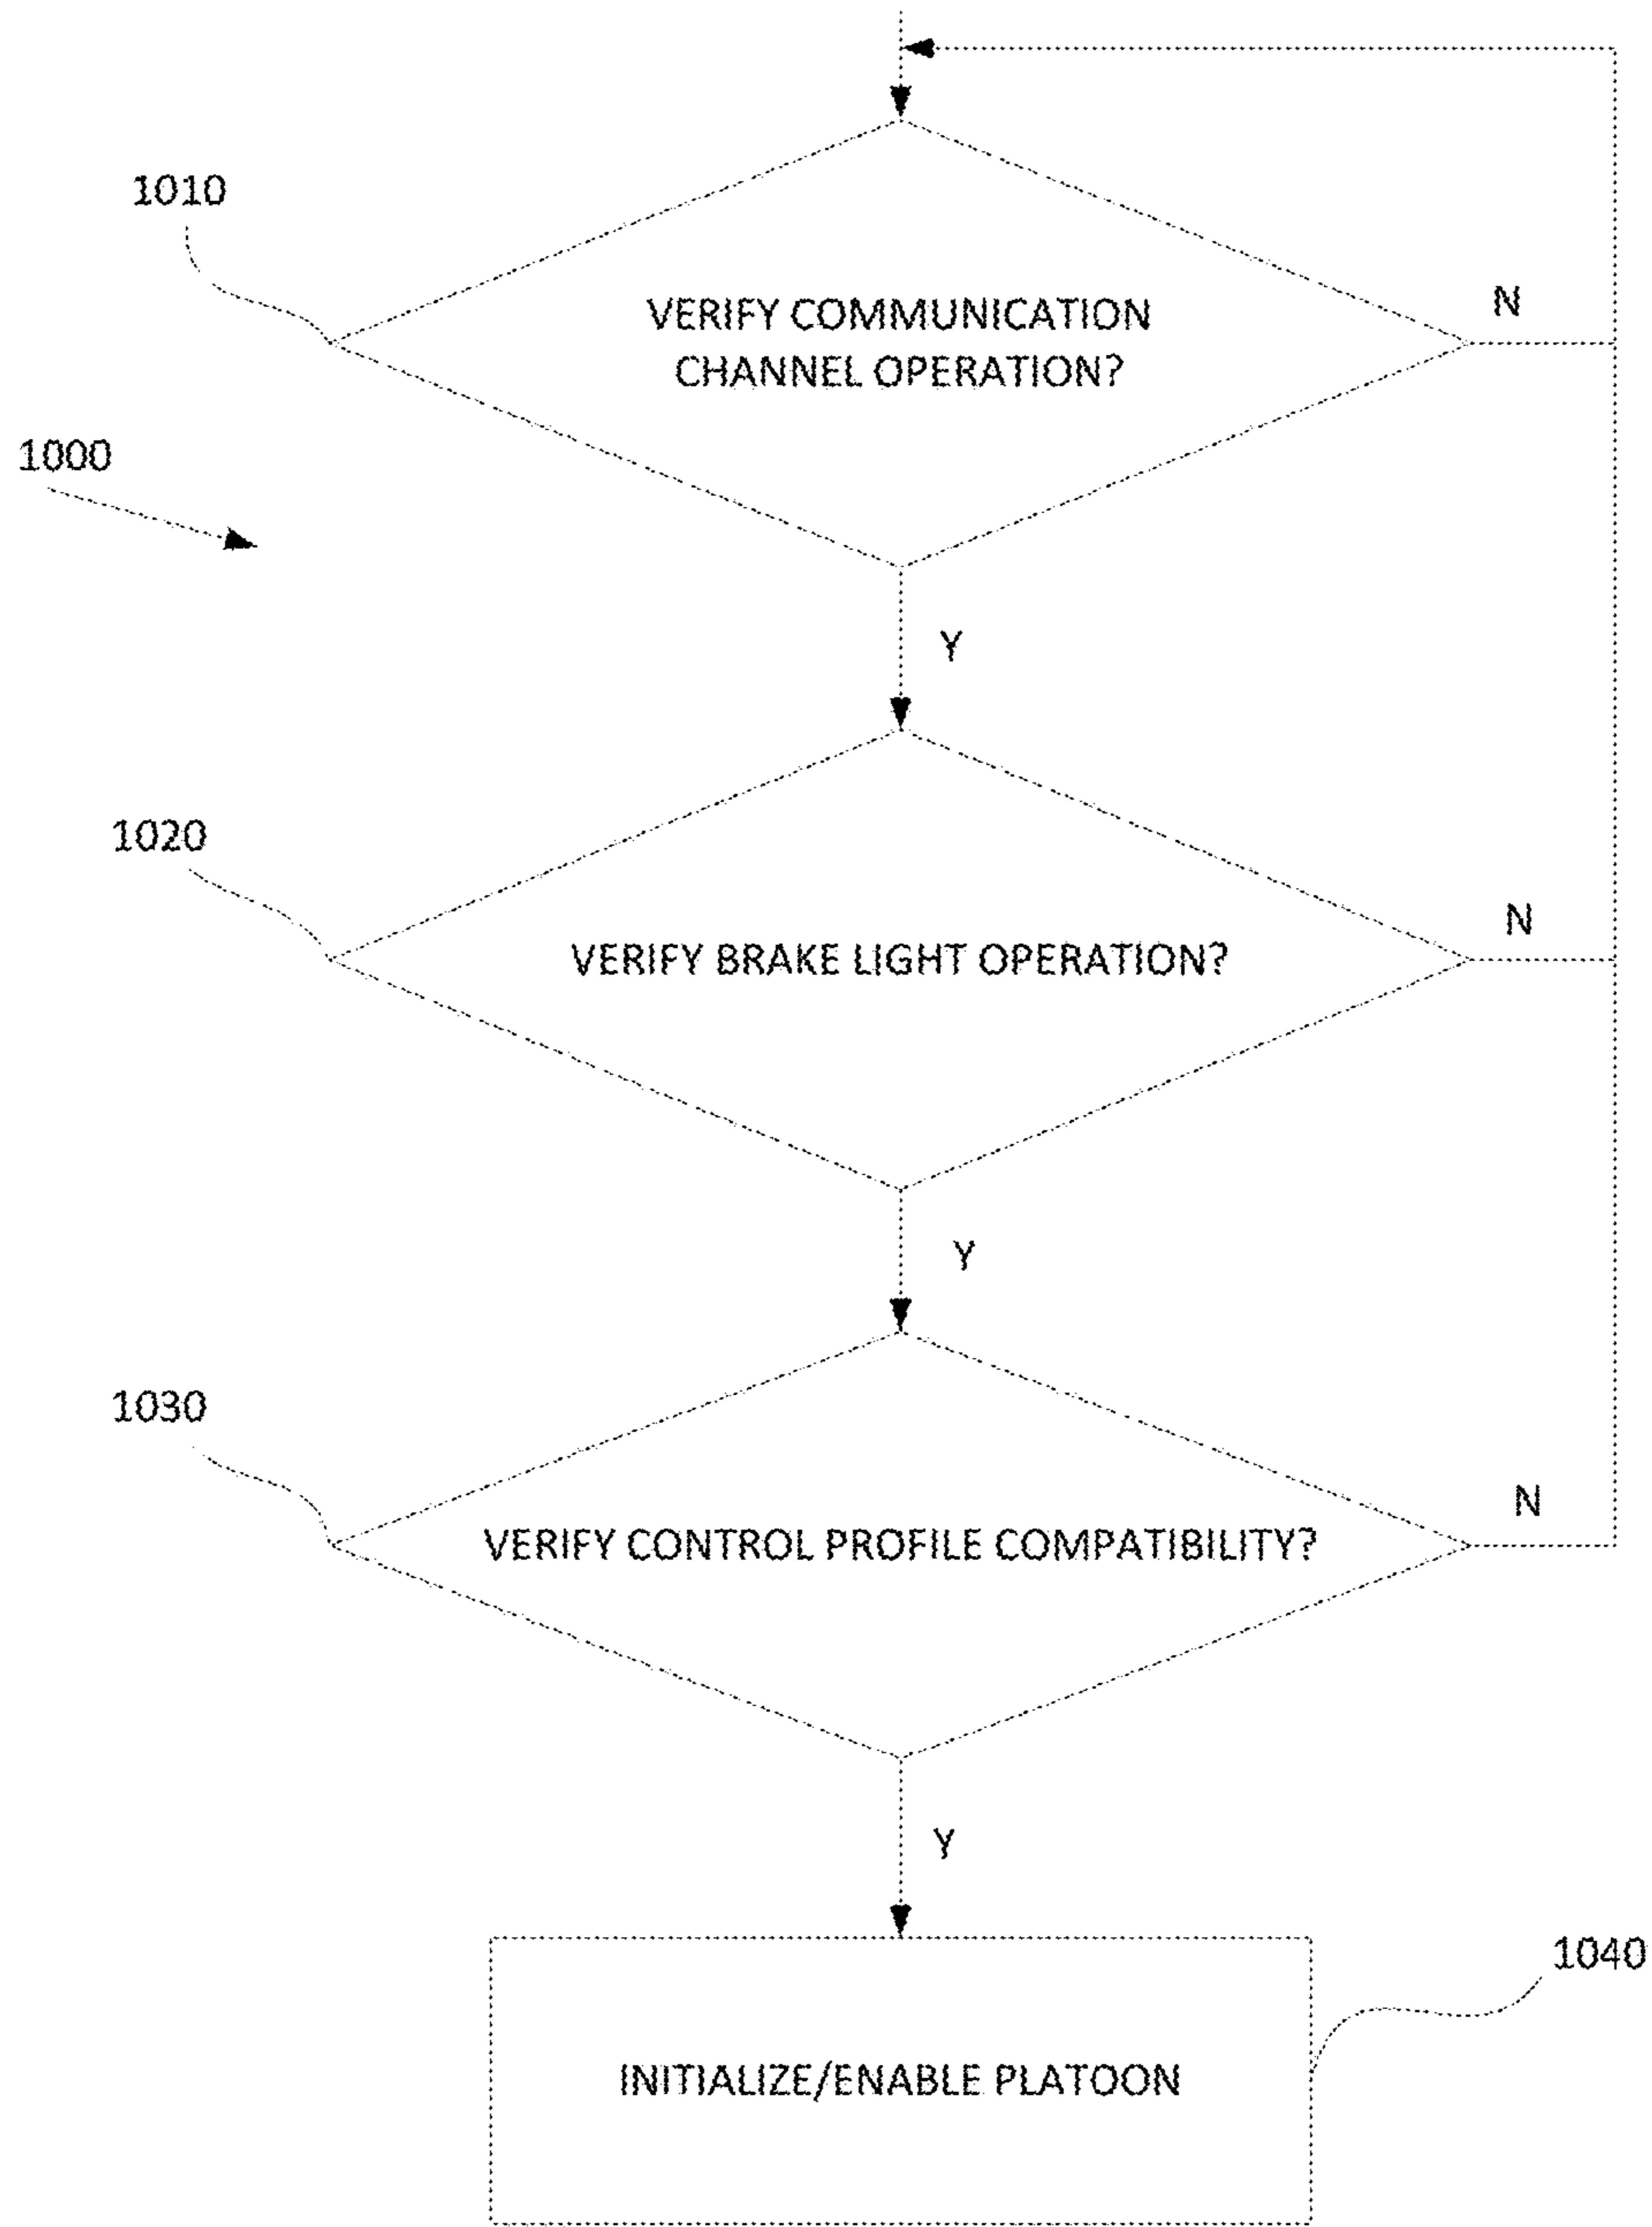 1010
VERIFY COMMUNICATION
CHANNEL OPERATION?
N
1000
Y
1020
N
VERIFY BRAKE LIGHT OPERATION?
Y
1030
N
VERIFY CONTROL PROFILE COMPATIBILITY?
Y
1040
INITIALIZE/ENABLE PLATOON